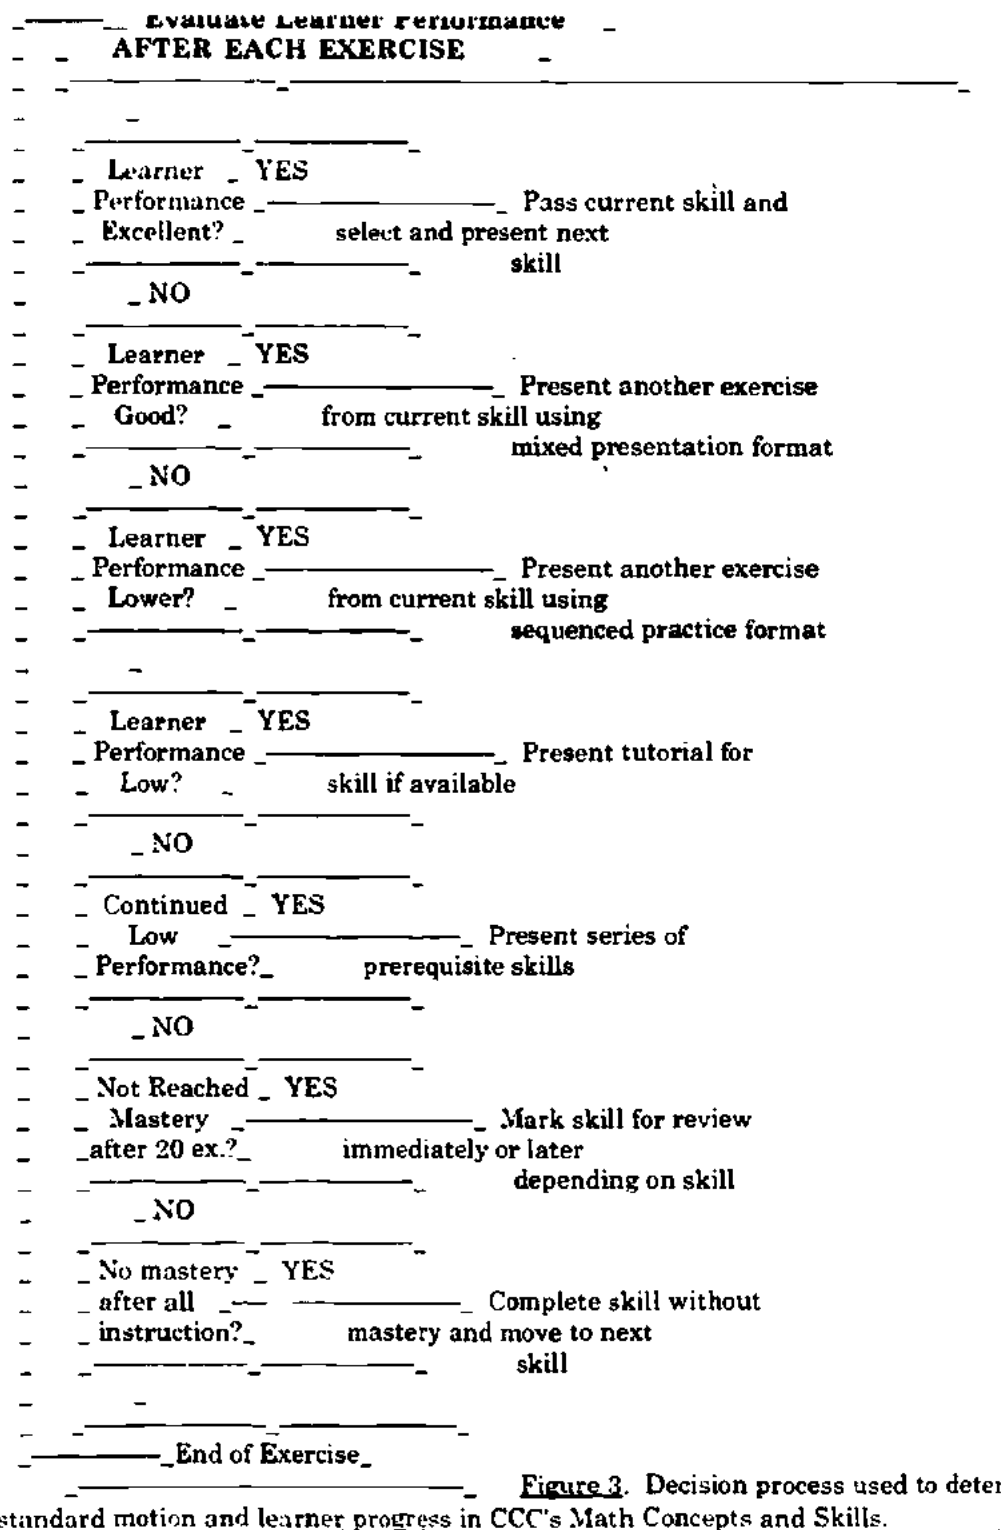 Evaluate Learner Performance
AFTER EACH EXERCISE
Learner YES
Performance Pass current skill and
Excellent? select and present next
skill
NO
Learner YES
Performance Present another exercise
Good? from current skill using
mixed presentation format
NO
Learner YES
Performance Present another exercise
Lower? from current skill using
sequenced practice format
Learner YES
Performance Present tutorial for
Low? skill if available
NO
Continued YES
Low Present series of
Performance? prerequisite skills
NO
Not Reached YES
Mastery Mark skill for review
after 20 ex.? immediately or later
depending on skill
NO
No mastery YES
after all Complete skill without
instruction? mastery and move to next
skill
End of Exercise
Figure 3. Decision process used to deter
standard motion and learner progress in CCC's Math Concepts and Skills.